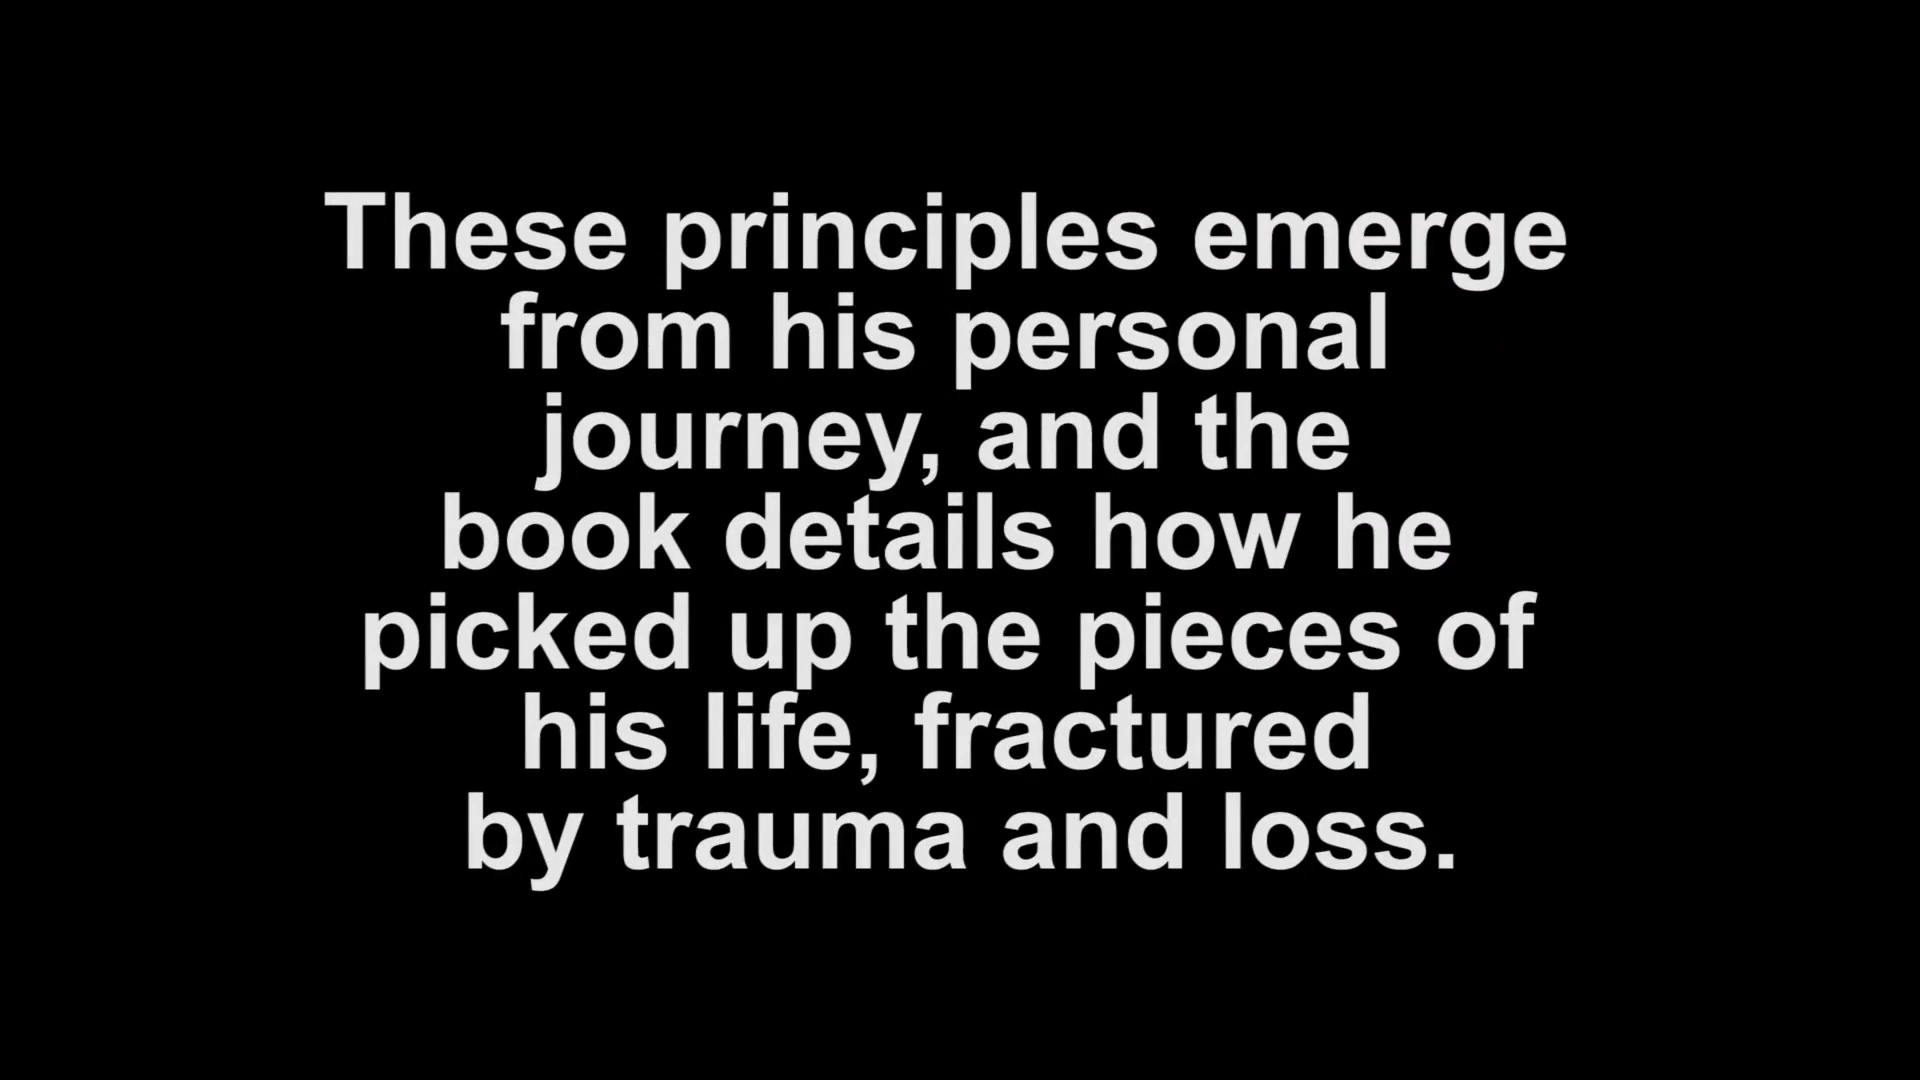 These principles emerge
from his personal
journey, and the
book details how he
picked up the pieces of
his life, fractured
by trauma and loss.